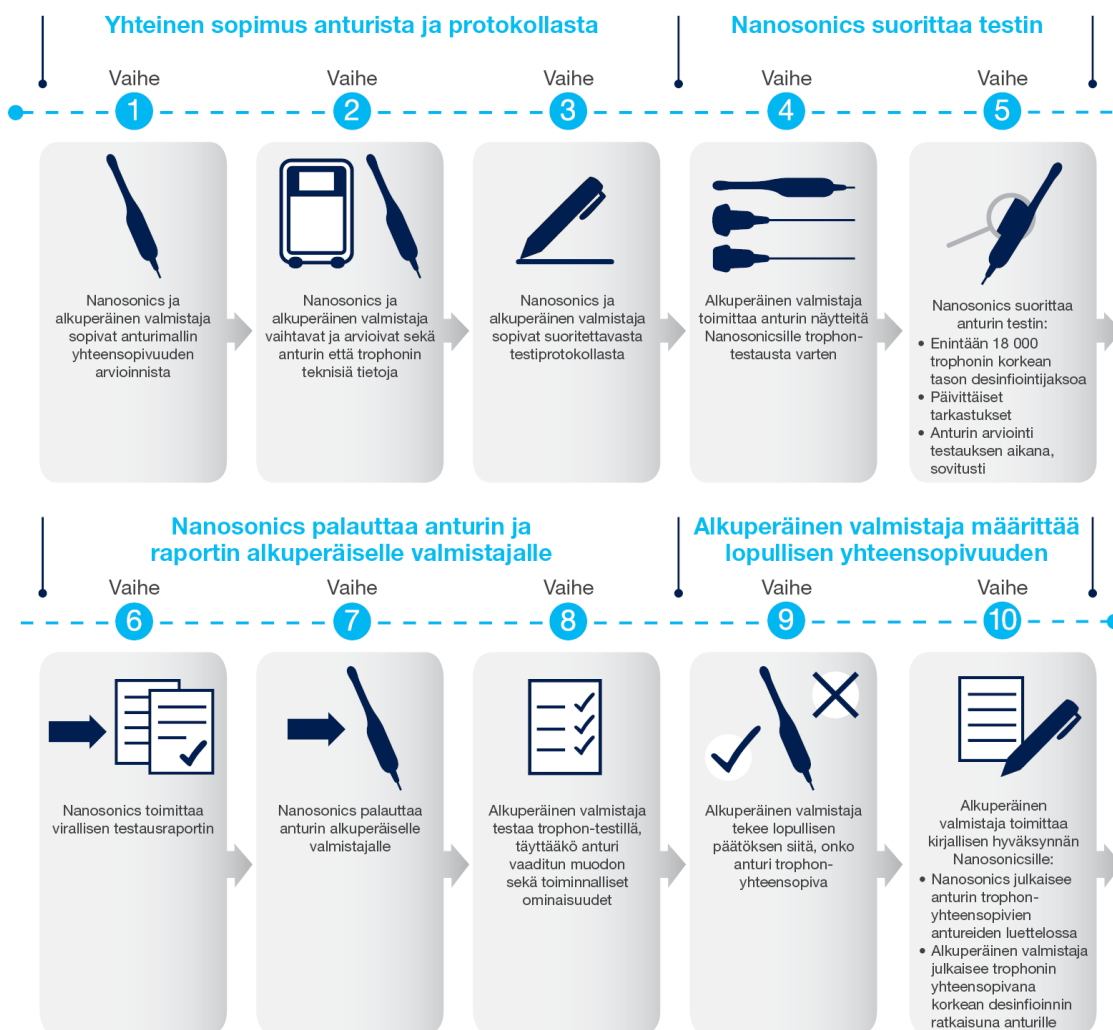 Yhteinen sopimus anturista ja protokollasta
Nanosonics suorittaa testin
Vaihe
1
Vaihe
2
Vaihe
3
Vaihe
4
Vaihe
5
Nanosonics ja
alkuperäinen valmistaja
sopivat anturimallin
yhteensopivuuden
arvioinnista
Nanosonics ja
alkuperäinen valmistaja
vaihtavat ja arvioivat sekä
anturin että trophonin
teknisiä tietoja
Nanosonics ja
alkuperäinen valmistaja
sopivat suoritettavasta
testiprotokollasta
Alkuperäinen valmistaja
toimittaa anturin näytteitä
Nanosonicsille trophon-
testausta varten
Nanosonics suorittaa
anturin testin:
• Enintään 18 000
trophonin korkean
tason desinfiointijaksoa
• Päivittäiset
tarkastukset
• Anturin arviointi
testauksen aikana,
sovitusti
Nanosonics palauttaa anturin ja
raportin alkuperäiselle valmistajalle
Alkuperäinen valmistaja määrittää
lopullisen yhteensopivuuden
Vaihe
6
Vaihe
7
Vaihe
8
Vaihe
9
Vaihe
10
Nanosonics toimittaa
virallisen testausraportin
Nanosonics palauttaa
anturin alkuperäiselle
valmistajalle
Alkuperäinen valmistaja
testaa trophon-testillä,
täyttääkö anturi
vaaditun muodon
sekä toiminnalliset
ominaisuudet
Alkuperäinen valmistaja
tekee lopullisen
päätöksen siitä, onko
anturi trophon-
yhteensopiva
Alkuperäinen
valmistaja toimittaa
kirjallisen hyväksynnän
Nanosonicsille:
• Nanosonics julkaisee
anturin trophon-
yhteensopivien
antureiden luettelossa
• Alkuperäinen valmistaja
julkaisee trophonin
yhteensopivana
korkean desinfioinnin
ratkaisuna anturille